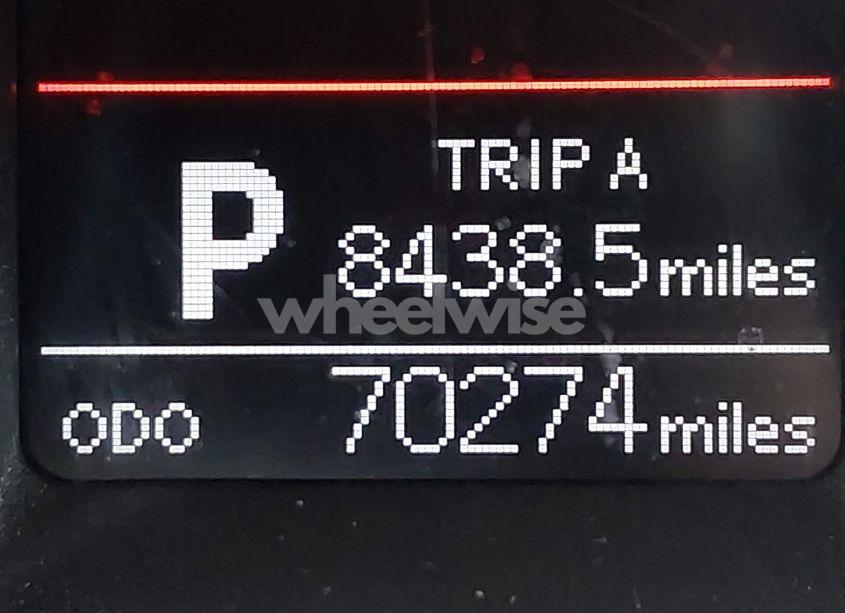 TRIP A
P 8438.5 miles
wheelwise
ODO 70274 miles